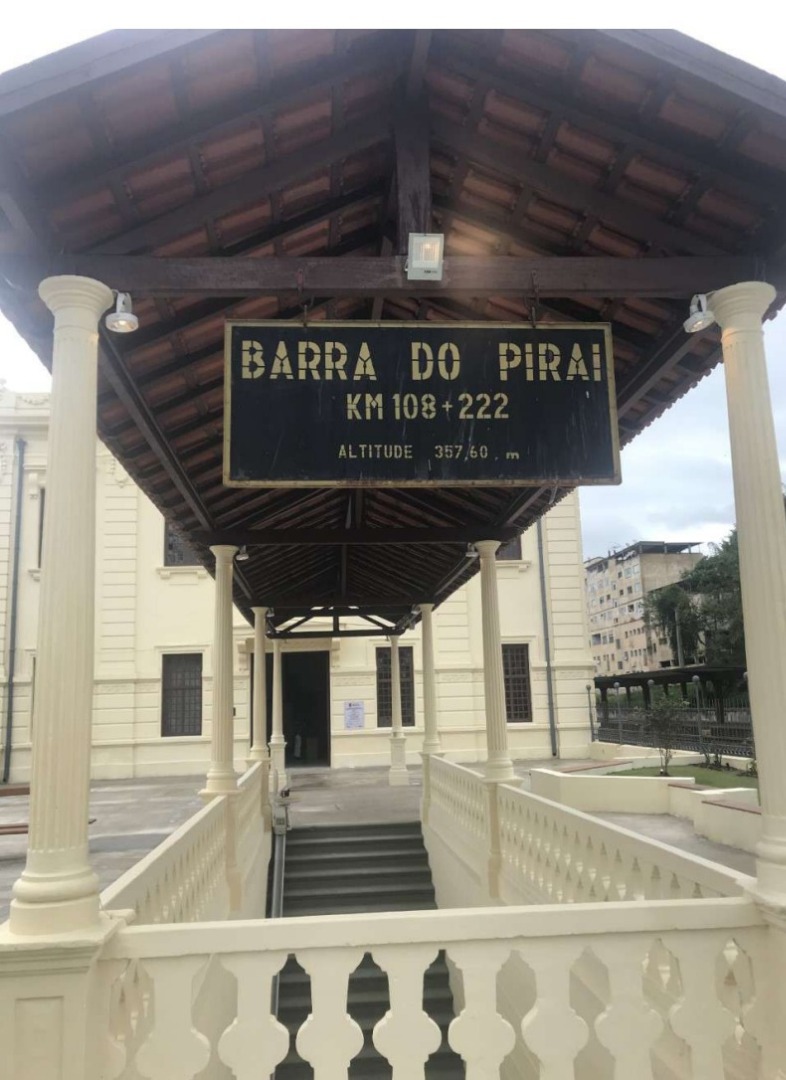 BARRA DO PIRAI
KM 108+222
ALTITUDE 357,60 m